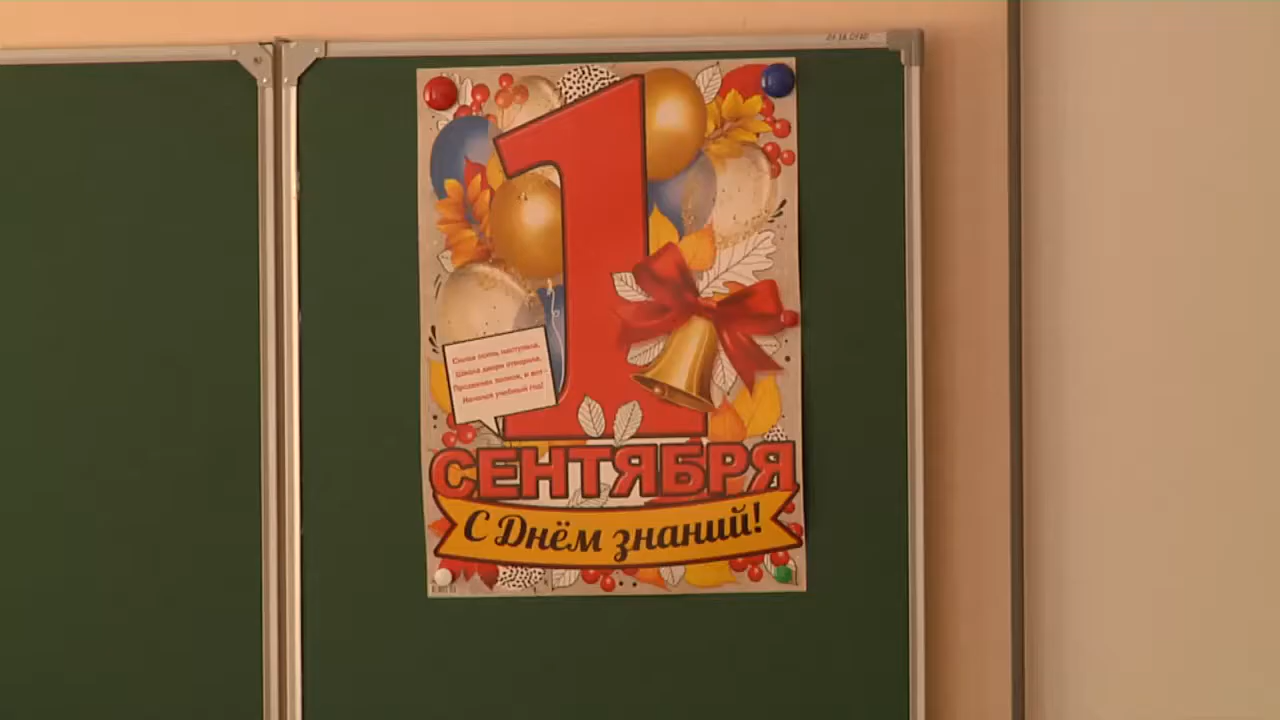 1
Снова осень наступила,
Школа двери отворила,
Прозвенел звонок, и вот -
Начался учебный год!
СЕНТЯБРЯ
С Днём знаний!